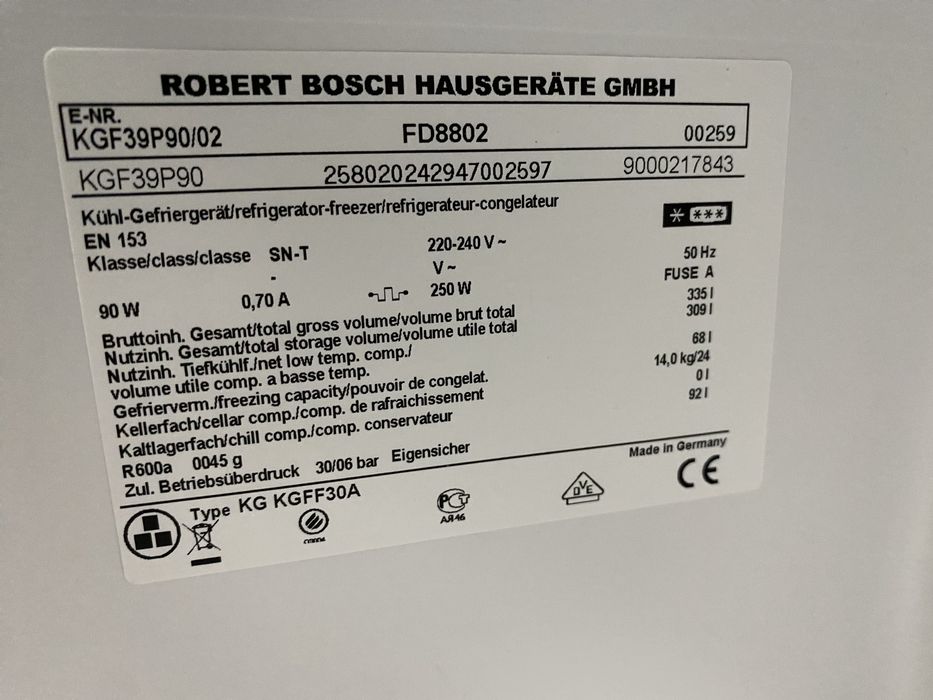 ROBERT BOSCH HAUSGERÄTE GMBH
E-NR.
KGF39P90/02 FD8802 00259
KGF39P90 258020242947002597 9000217843
Kühl-Gefriergerät/refrigerator-freezer/refrigerateur-congelateur * ***
EN 153
Klasse/class/classe SN-T 220-240 V ~ 50 Hz
- V ~ FUSE A
90 W 0,70 A 250 W
Bruttoinh. Gesamt/total gross volume/volume brut total 335 l
Nutzinh. Gesamt/total storage volume/volume utile total 309 l
Nutzinh. Tiefkühlf./net low temp. comp./
volume utile comp. a basse temp. 68 l
Gefrierverm./freezing capacity/pouvoir de congelat. 14,0 kg/24
Kellerfach/cellar comp./comp. de rafraichissement 0 l
Kaltlagerfach/chill comp./comp. conservateur 92 l
R600a 0045 g
Zul. Betriebsüberdruck 30/06 bar Eigensicher Made in Germany
Type KG KGFF30A
РСТ
АЯ46
DVE
CE